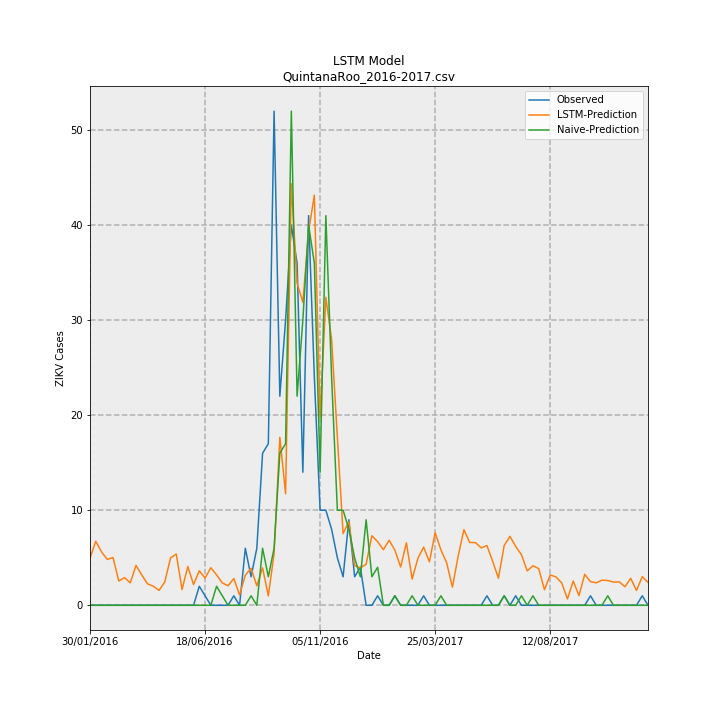 LSTM Model
QuintanaRoo_2016-2017.csv
Observed
LSTM-Prediction
Naive-Prediction
ZIKV Cases
50
40
30
20
10
0
30/01/2016
18/06/2016
05/11/2016
25/03/2017
12/08/2017
Date